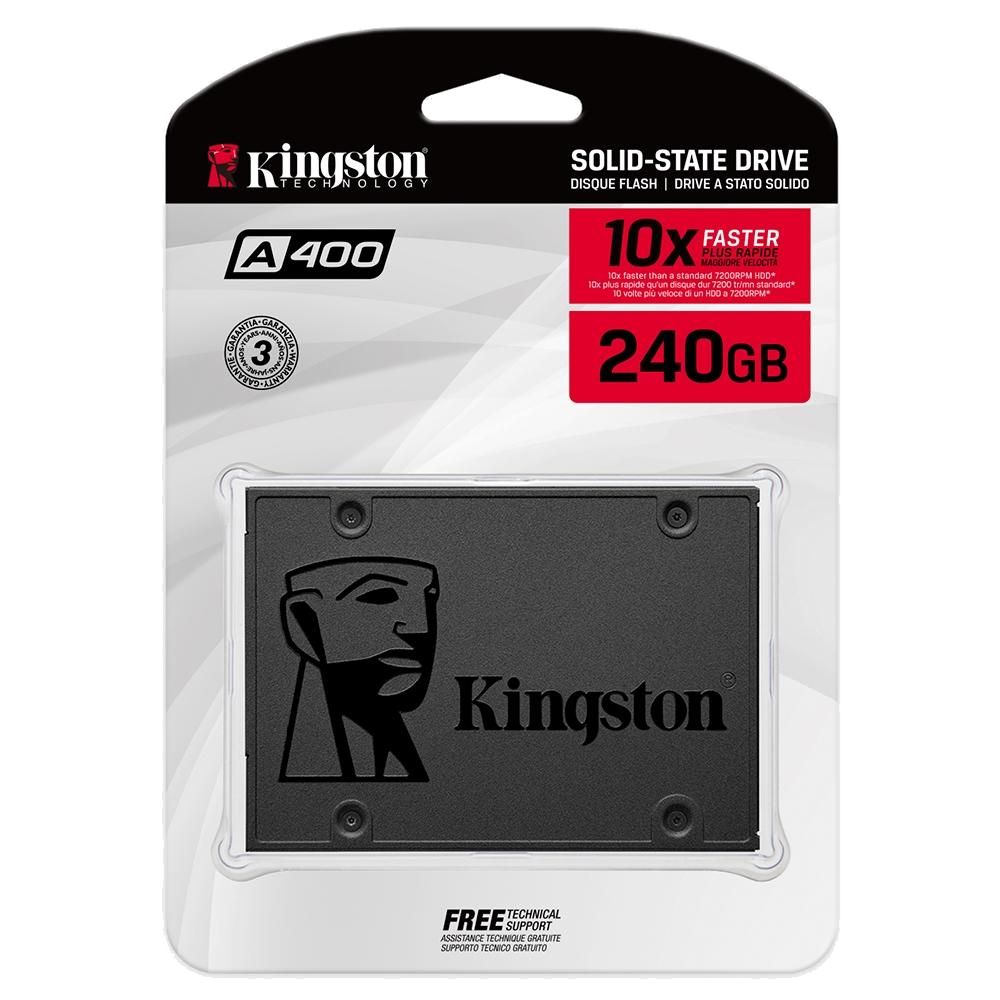 Kingston®
TECHNOLOGY
SOLID-STATE DRIVE
DISQUE FLASH | DRIVE A STATO SOLIDO
A400
10x FASTER
PLUS RAPIDE
MAGGIORE VELOCITÀ
10x faster than a standard 7200RPM HDD*
10x plus rapide qu'un disque dur 7200 tr/mn standard*
10 volte più veloce di un HDD a 7200RPM*
240GB
3
Kingston®
FREE TECHNICAL
SUPPORT
ASSISTANCE TECHNIQUE GRATUITE
SUPPORTO TECNICO GRATUITO